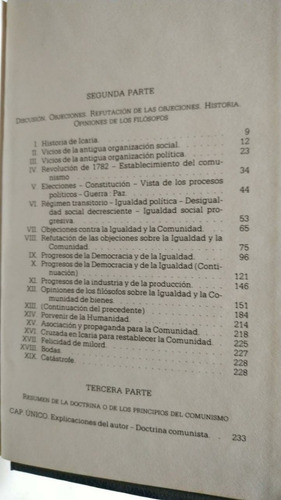 SEGUNDA PARTE
DISCUSIÓN. OBJECIONES. REFUTACIÓN DE LAS OBJECIONES. HISTORIA.
OPINIONES DE LOS FILÓSOFOS
I. Historia de Icaria. 9
II. Vicios de la antigua organización social. 12
III. Vicios de la antigua organización política. 23
IV. Revolución de 1782 - Establecimiento del comu-
nismo 34
V. Elecciones - Constitución - Vista de los procesos
políticos - Guerra : Paz. 44
VI. Régimen transitorio - Igualdad política - Desigual-
dad social decresciente - Igualdad social pro-
gresiva. 53
VII. Objeciones contra la Igualdad y la Comunidad. 65
VIII. Refutación de las objeciones sobre la Igualdad y la
Comunidad. 75
IX. Progresos de la Democracia y de la Igualdad. 96
X. Progresos de la Democracia y de la Igualdad (Conti-
nuación) 121
XI. Progresos de la industria y de la producción. 146
XII. Opiniones de los filósofos sobre la Igualdad y la Co-
munidad de bienes. 151
XIII. (Continuación del precedente) 184
XIV. Porvenir de la Humanidad. 214
XV. Asociación y propaganda para la Comunidad. 218
XVI. Cruzada en Icaria para restablecer la Comunidad. 225
XVII. Felicidad de milord. 227
XVIII. Bodas. 228
XIX. Catástrofe. 228
TERCERA PARTE
RESUMEN DE LA DOCTRINA O DE LOS PRINCIPIOS DEL COMUNISMO
CAP. ÚNICO. Explicaciones del autor - Doctrina comunista. 233